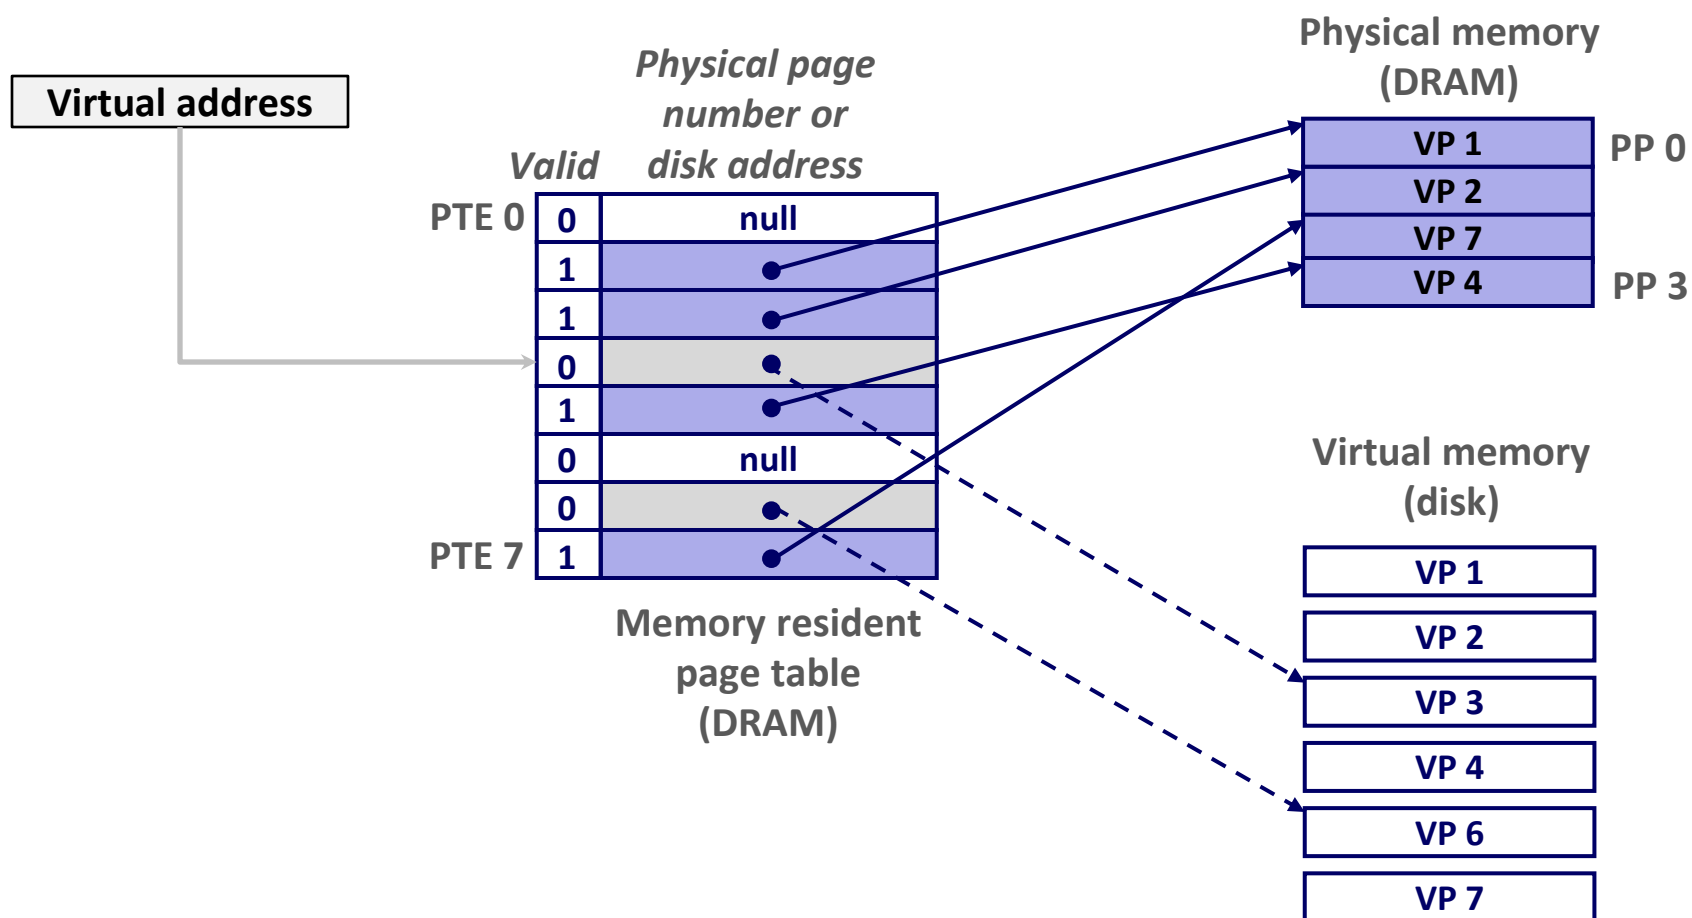 Virtual address
Physical page
number or
disk address
Valid
PTE 0
0
null
1
1
0
1
0
null
0
PTE 7
1
Memory resident
page table
(DRAM)
Physical memory
(DRAM)
VP 1
PP 0
VP 2
VP 7
VP 4
PP 3
Virtual memory
(disk)
VP 1
VP 2
VP 3
VP 4
VP 6
VP 7